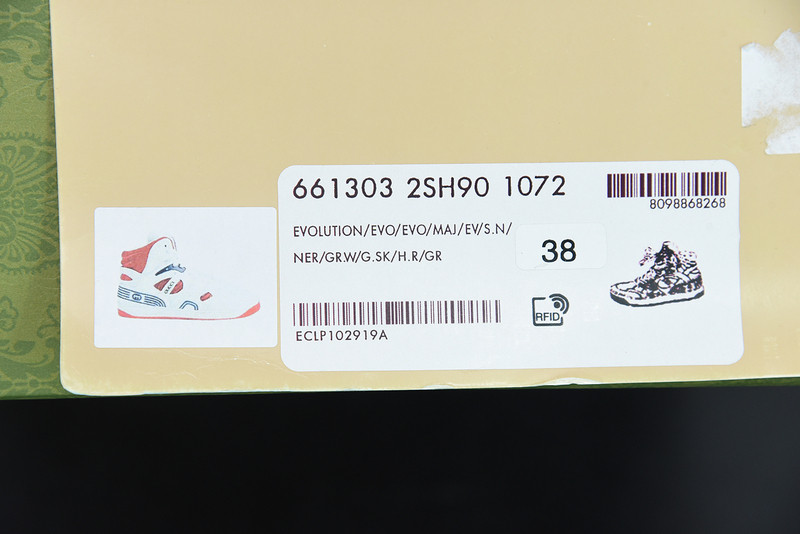 661303 2SH90 1072
8098868268
EVOLUTION/EVO/EVO/MAJ/EV/S.N/
NER/GR.W/G.SK/H.R/GR
38
RFID
ECLP102919A